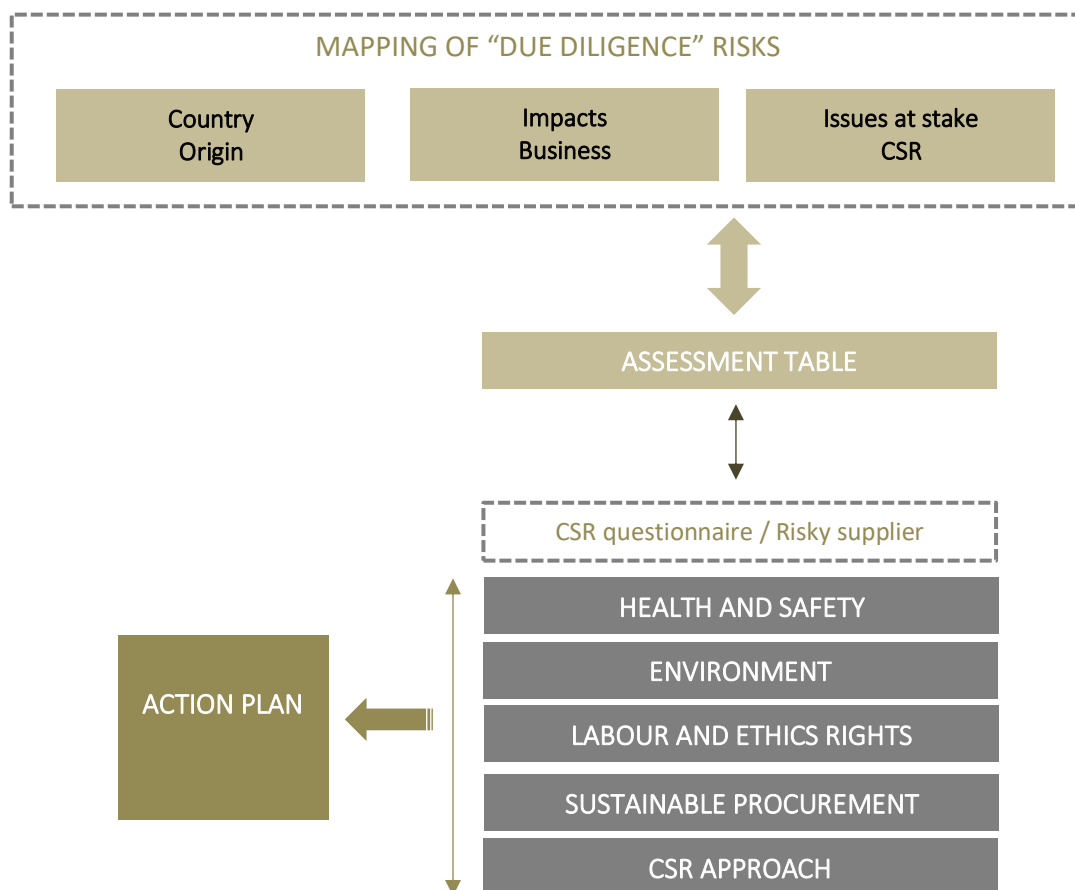 MAPPING OF “DUE DILIGENCE” RISKS
Country
Origin
Impacts
Business
Issues at stake
CSR
ASSESSMENT TABLE
CSR questionnaire / Risky supplier
HEALTH AND SAFETY
ENVIRONMENT
ACTION PLAN
LABOUR AND ETHICS RIGHTS
SUSTAINABLE PROCUREMENT
CSR APPROACH